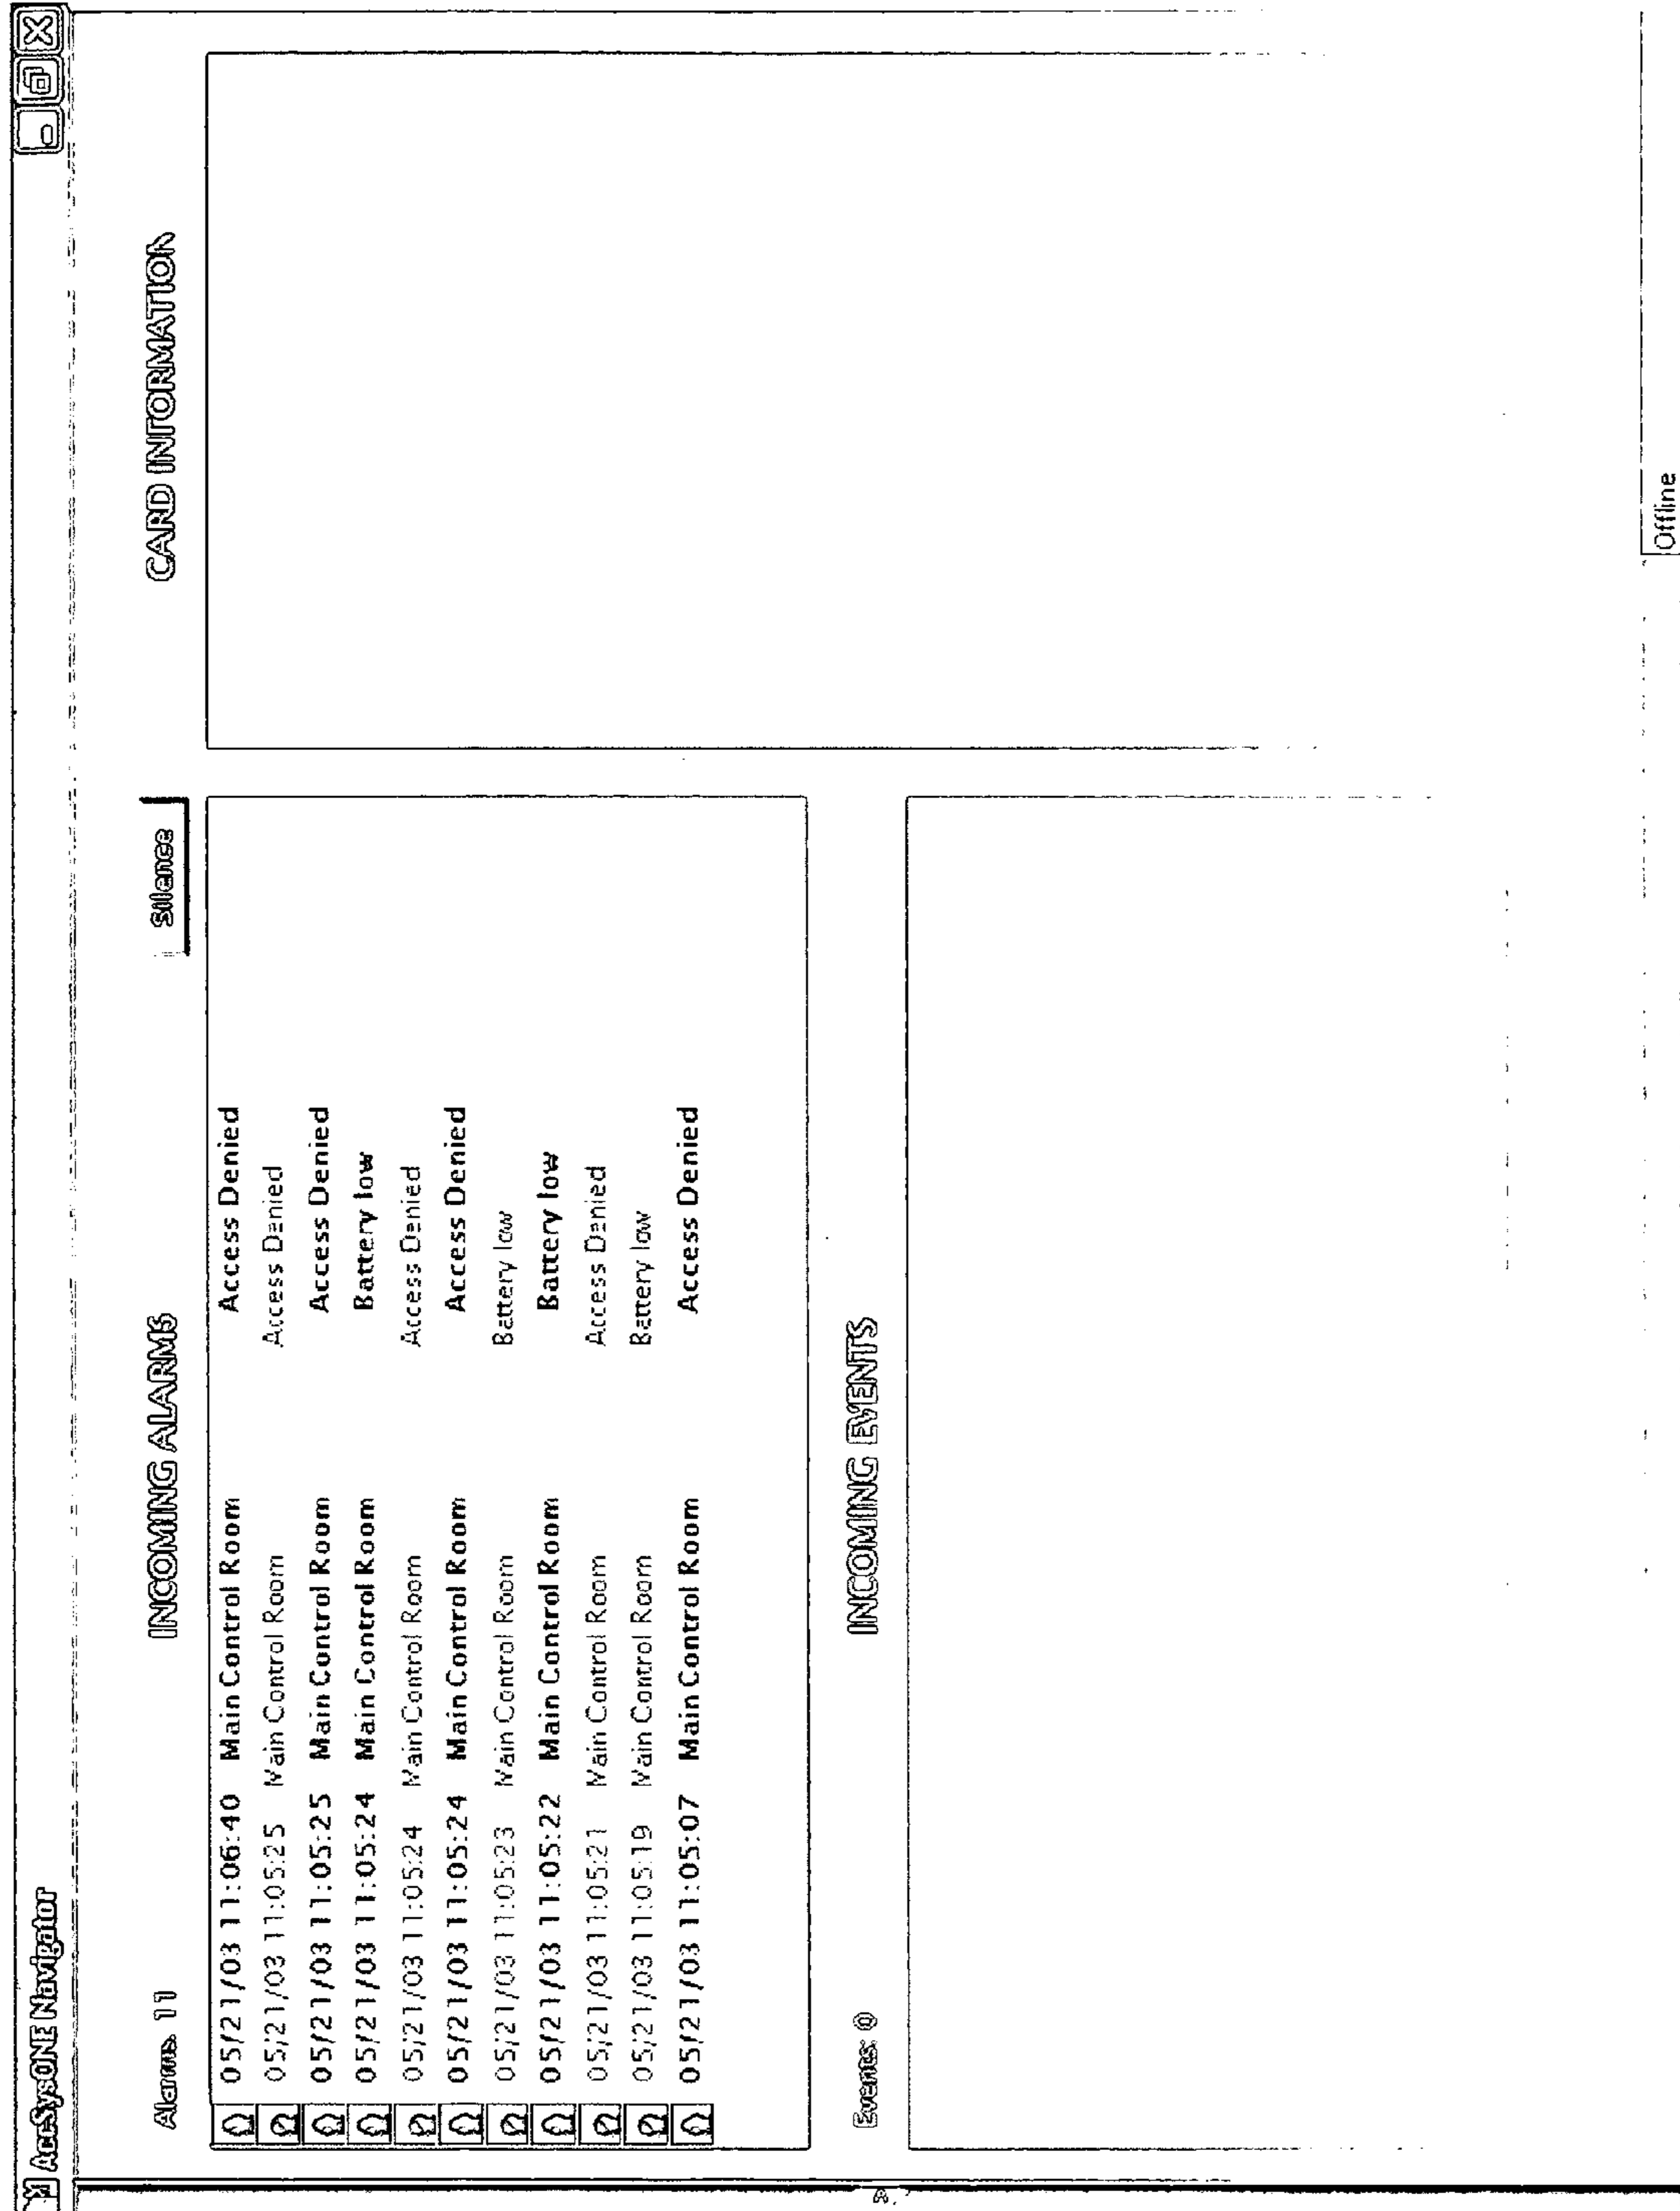 AccSysONE Navigator
Alarms 11 INCOMING ALARMS Silence CARD INFORMATION
05/21/03 11:06:40 Main Control Room Access Denied
05/21/03 11:05:25 Main Control Room Access Denied
05/21/03 11:05:25 Main Control Room Access Denied
05/21/03 11:05:24 Main Control Room Battery low
05/21/03 11:05:24 Main Control Room Access Denied
05/21/03 11:05:24 Main Control Room Access Denied
05/21/03 11:05:23 Main Control Room Battery low
05/21/03 11:05:22 Main Control Room Battery low
05/21/03 11:05:21 Main Control Room Access Denied
05/21/03 11:05:19 Main Control Room Battery low
05/21/03 11:05:07 Main Control Room Access Denied
Events: 0 INCOMING EVENTS
Offline